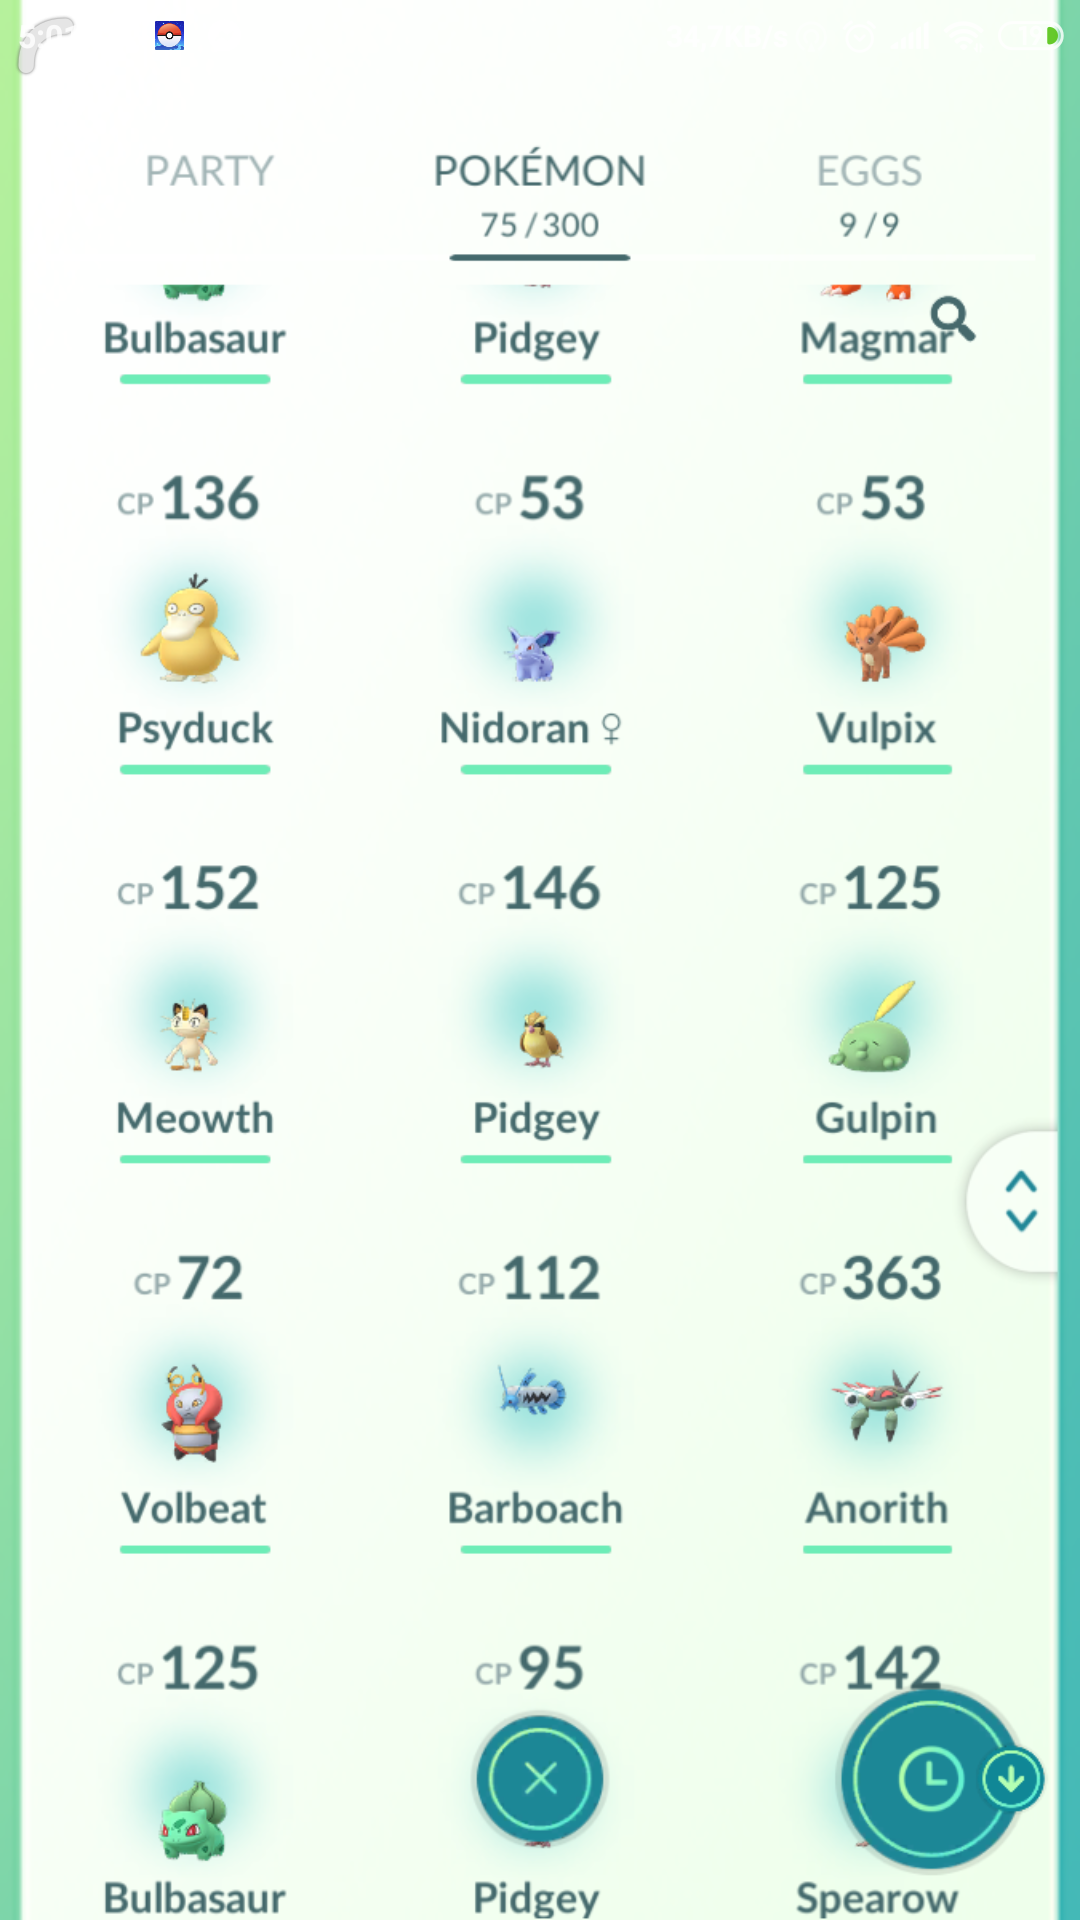 PARTY POKÉMON EGGS
75 / 300 9 / 9
Bulbasaur Pidgey Magmar
CP 136 CP 53 CP 53
Psyduck Nidoran ♀ Vulpix
CP 152 CP 146 CP 125
Meowth Pidgey Gulpin
CP 72 CP 112 CP 363
Volbeat Barboach Anorith
CP 125 CP 95 CP 142
Bulbasaur Pidgey Spearow